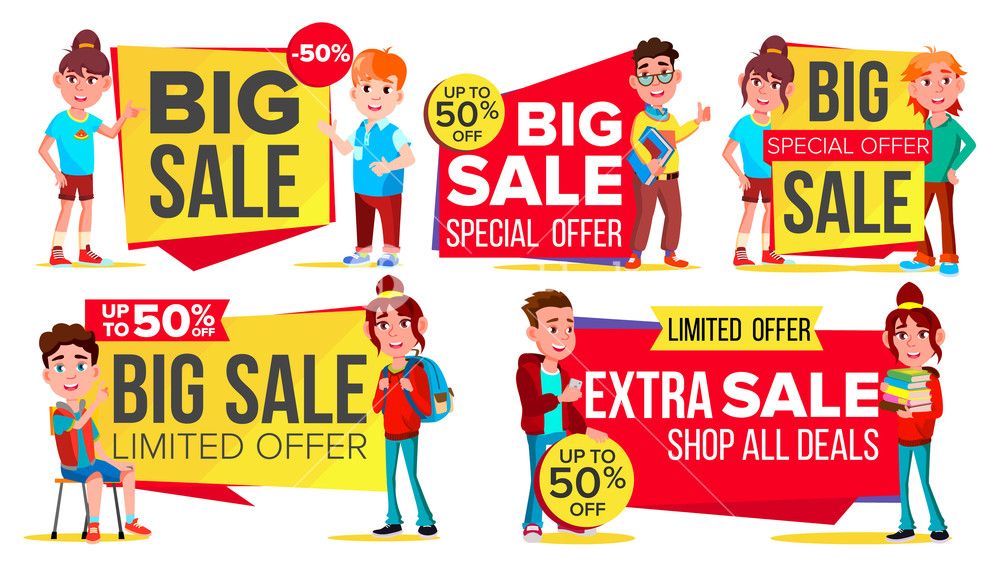 -50%
BIG
SALE
UP TO
50%
OFF
BIG
SALE
SPECIAL OFFER
BIG
SPECIAL OFFER
SALE
UP TO 50% OFF
BIG SALE
LIMITED OFFER
LIMITED OFFER
EXTRA SALE
SHOP ALL DEALS
UP TO
50%
OFF